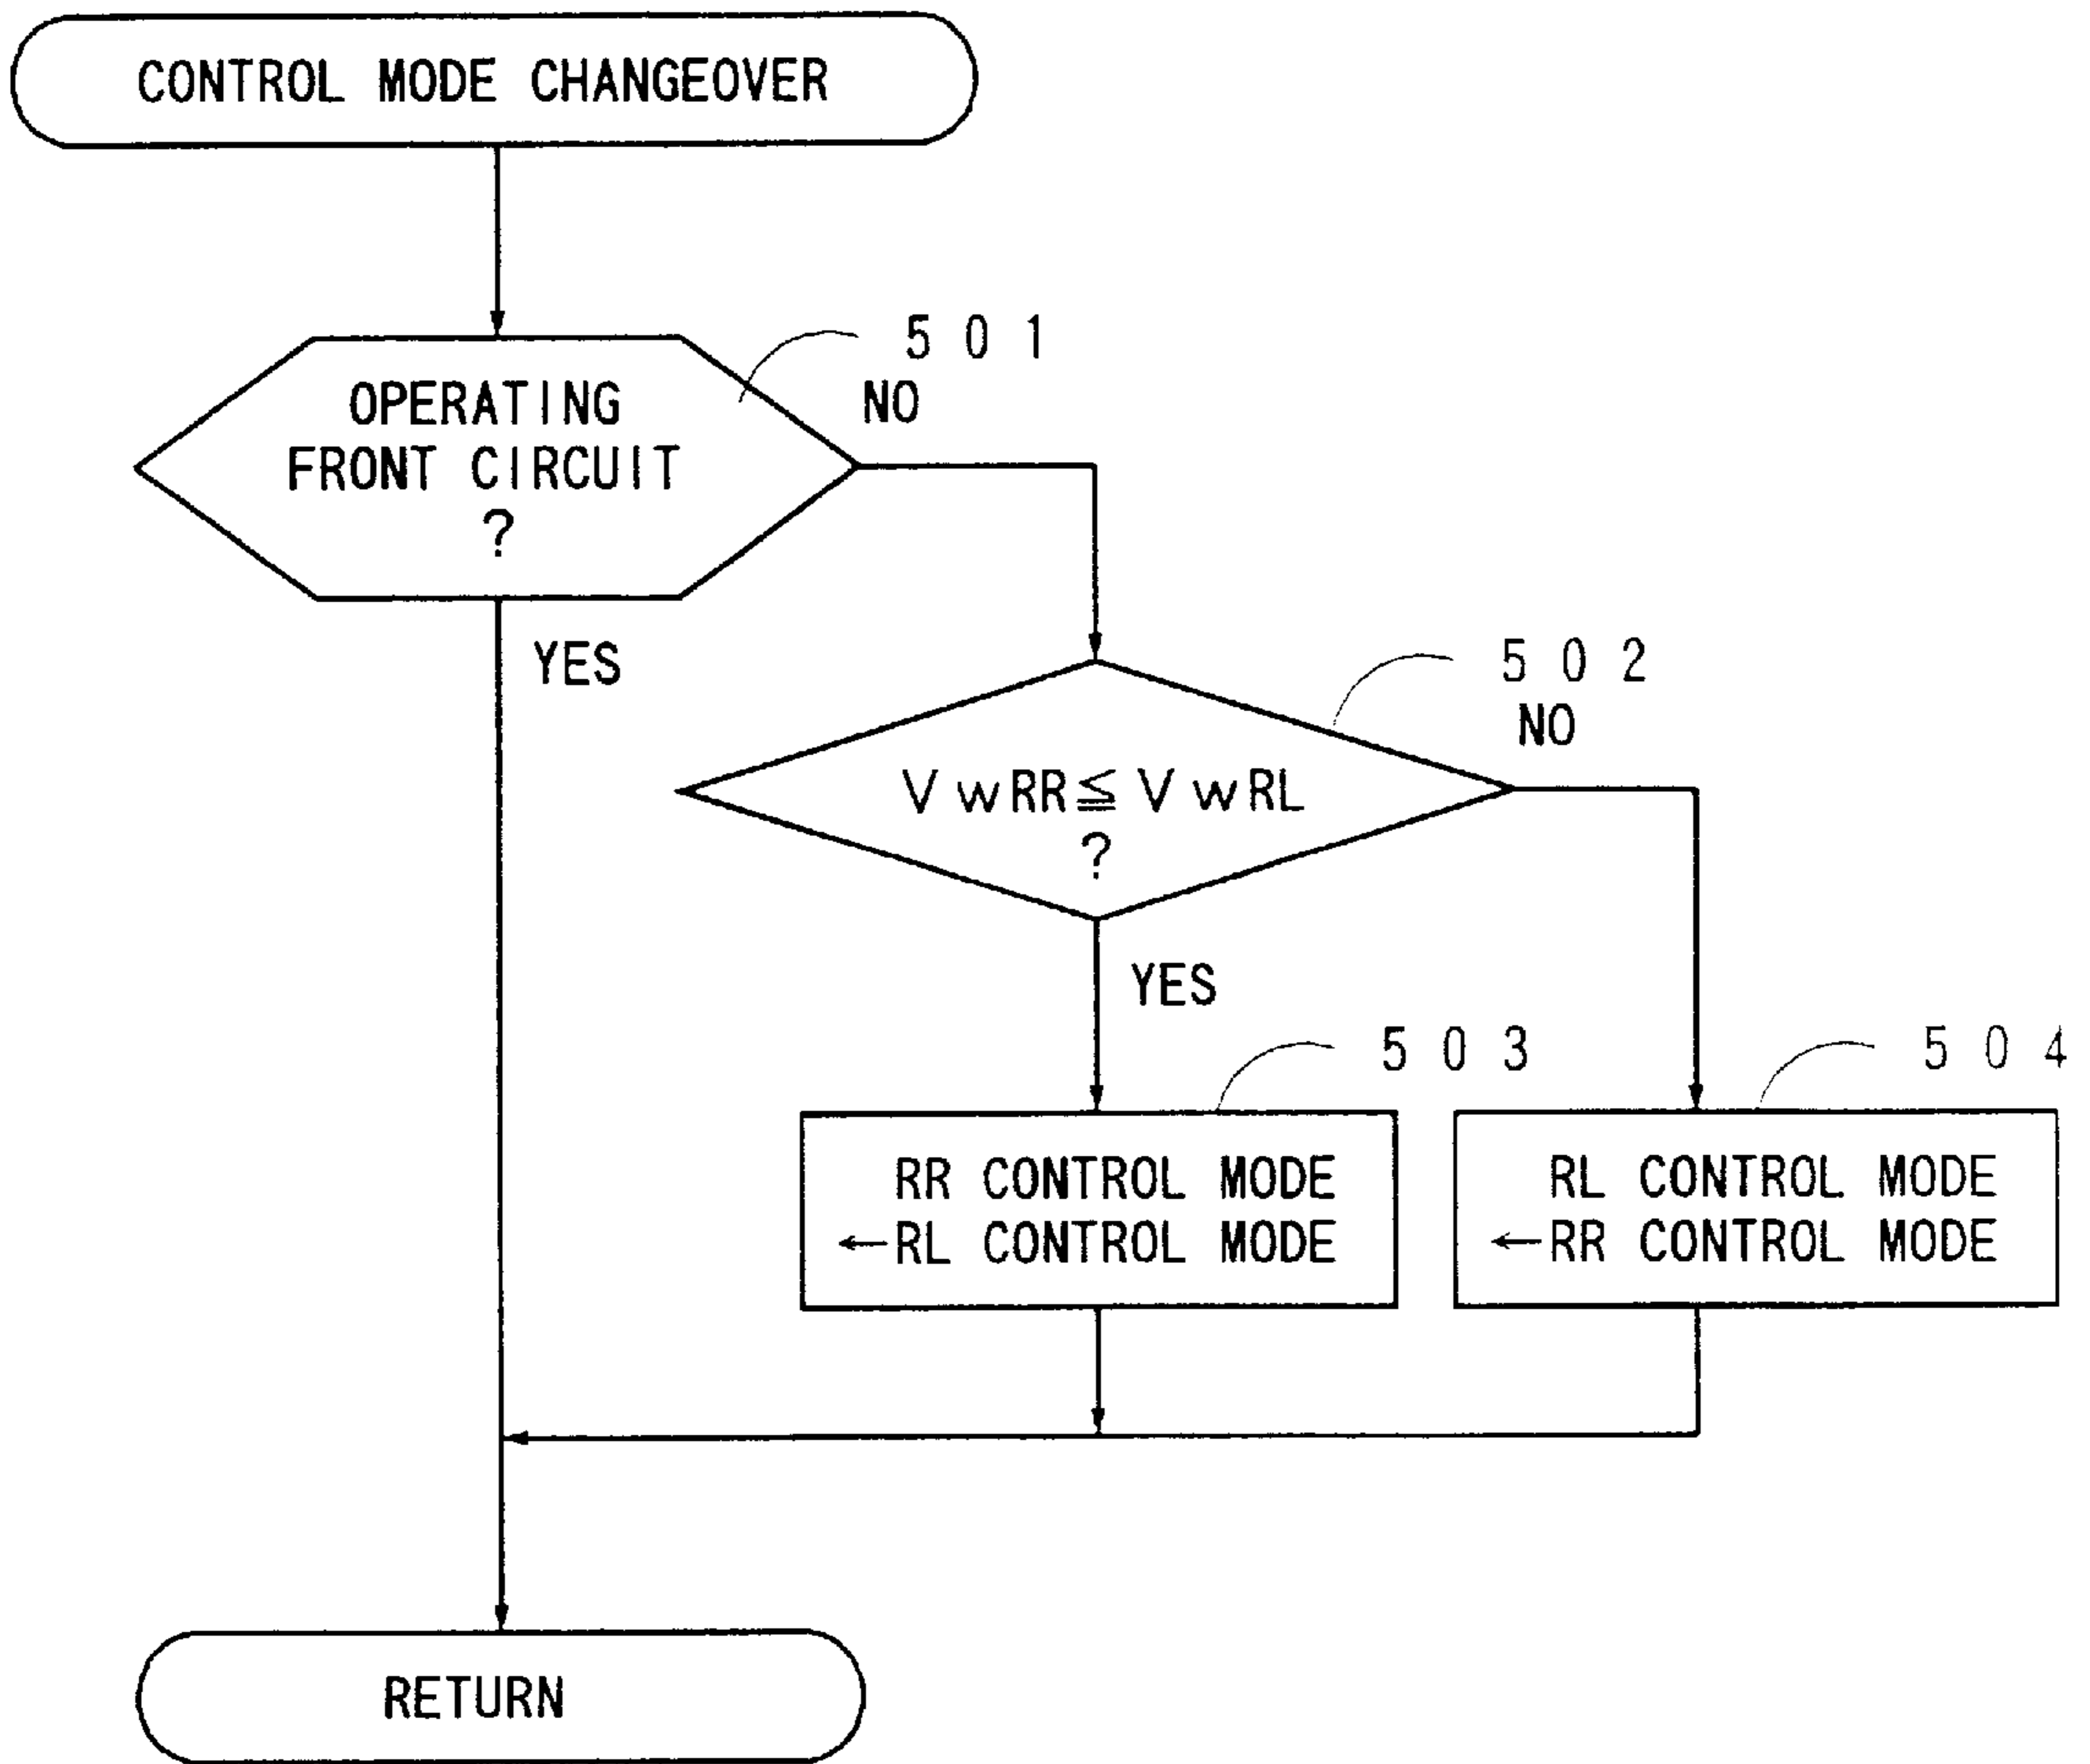 CONTROL MODE CHANGEOVER
501
NO
OPERATING
FRONT CIRCUIT
?
YES
502
NO
VwRR≦VwRL
?
YES
503
504
RR CONTROL MODE
←RL CONTROL MODE
RL CONTROL MODE
←RR CONTROL MODE
RETURN